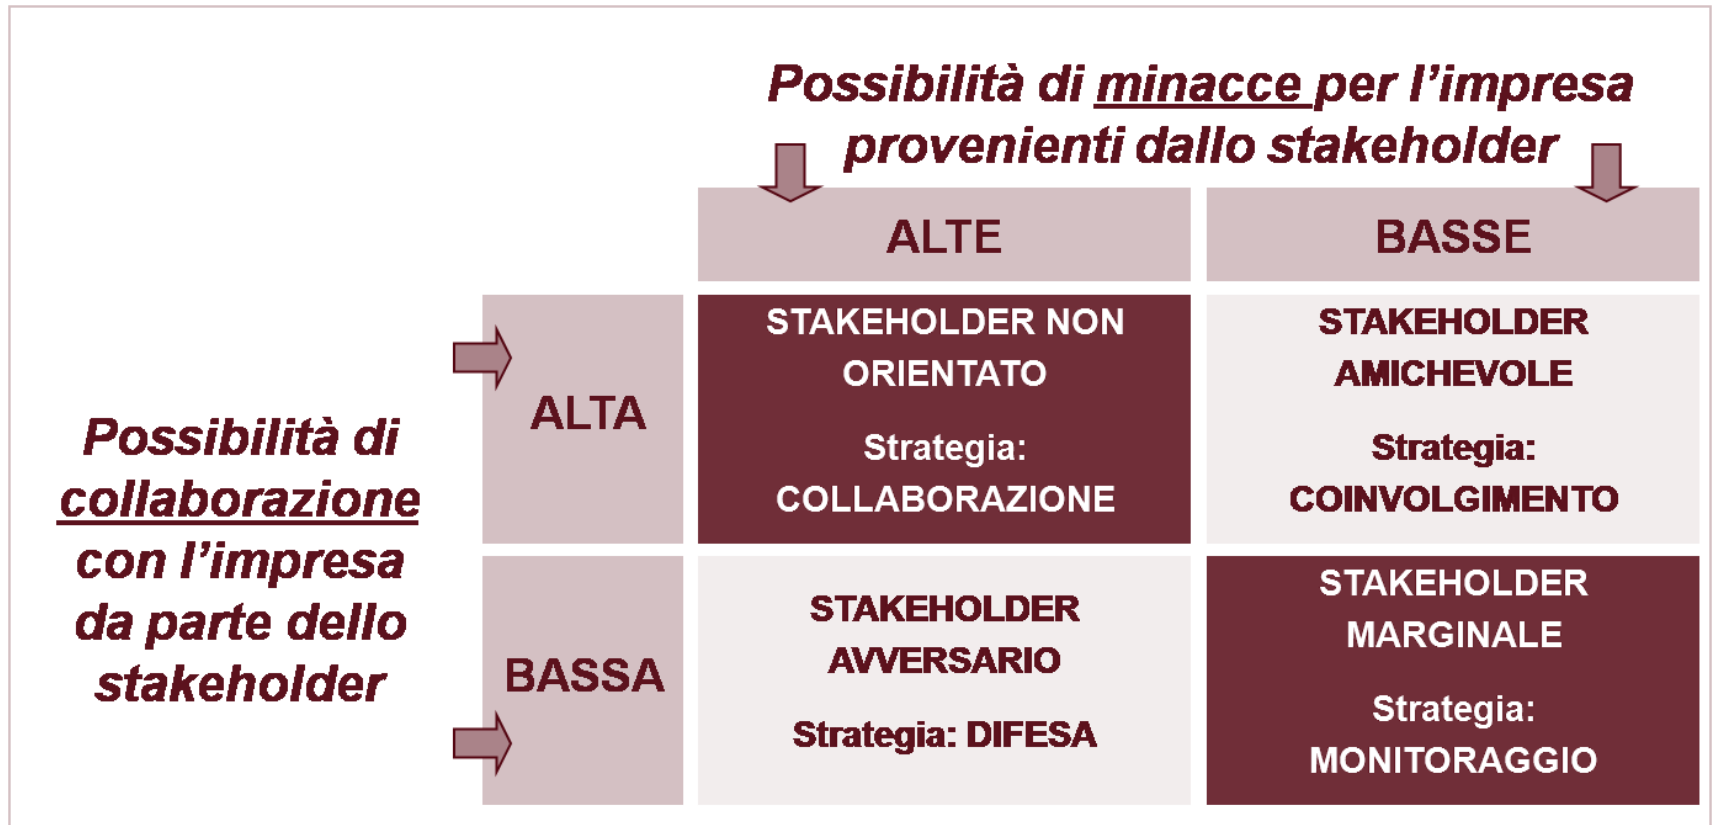 Possibilità di minacce per l’impresa
provenienti dallo stakeholder
ALTE
BASSE
Possibilità di
collaborazione
con l’impresa
da parte dello
stakeholder
ALTA
STAKEHOLDER NON
ORIENTATO
Strategia:
COLLABORAZIONE
STAKEHOLDER
AMICHEVOLE
Strategia:
COINVOLGIMENTO
BASSA
STAKEHOLDER
AVVERSARIO
Strategia: DIFESA
STAKEHOLDER
MARGINALE
Strategia:
MONITORAGGIO